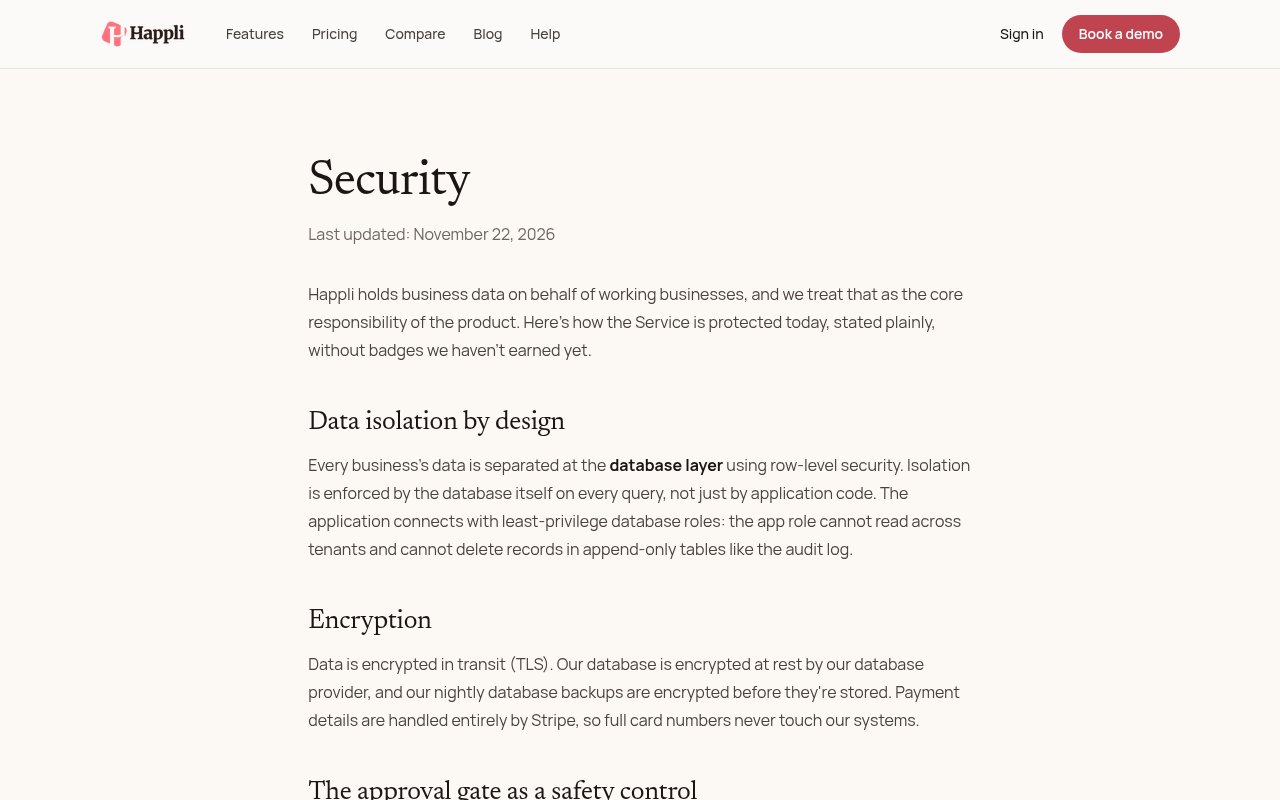 Happli
Features
Pricing
Compare
Blog
Help
Sign in
Book a demo
Security
Last updated: November 22, 2026
Happli holds business data on behalf of working businesses, and we treat that as the core
responsibility of the product. Here's how the Service is protected today, stated plainly,
without badges we haven't earned yet.
Data isolation by design
Every business's data is separated at the database layer using row-level security. Isolation
is enforced by the database itself on every query, not just by application code. The
application connects with least-privilege database roles: the app role cannot read across
tenants and cannot delete records in append-only tables like the audit log.
Encryption
Data is encrypted in transit (TLS). Our database is encrypted at rest by our database
provider, and our nightly database backups are encrypted before they're stored. Payment
details are handled entirely by Stripe, so full card numbers never touch our systems.
The approval gate as a safety control